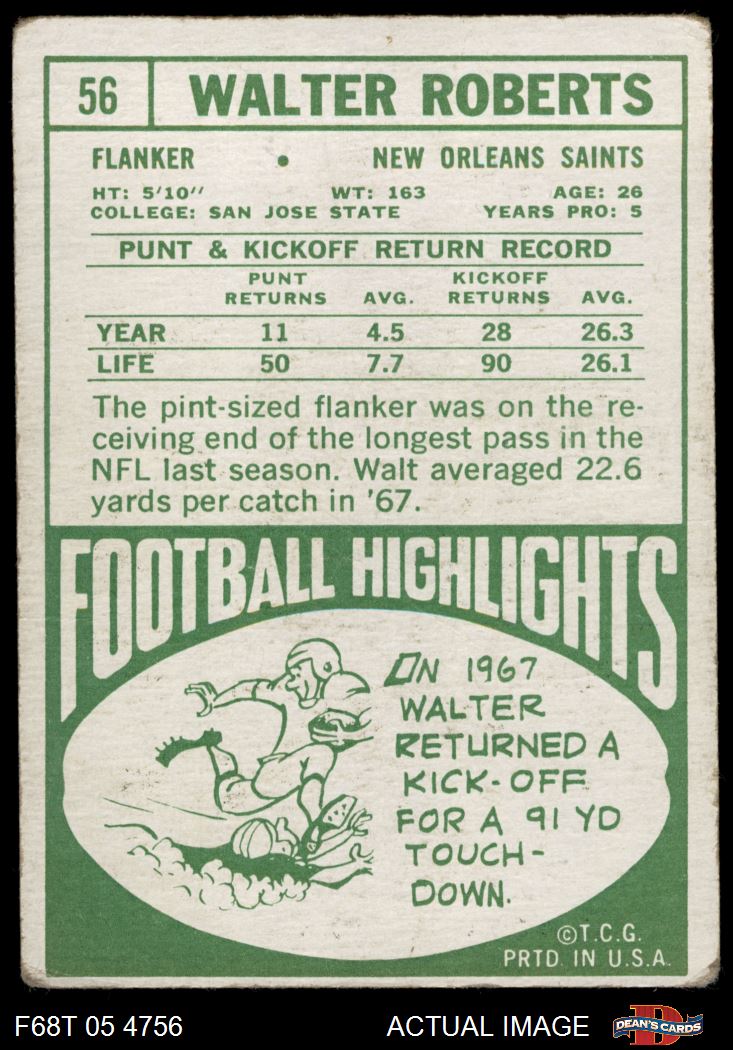 56 WALTER ROBERTS
FLANKER • NEW ORLEANS SAINTS
HT: 5'10" WT: 163 AGE: 26
COLLEGE: SAN JOSE STATE YEARS PRO: 5
PUNT & KICKOFF RETURN RECORD
PUNT KICKOFF
RETURNS AVG. RETURNS AVG.
YEAR 11 4.5 28 26.3
LIFE 50 7.7 90 26.1
The pint-sized flanker was on the re-
ceiving end of the longest pass in the
NFL last season. Walt averaged 22.6
yards per catch in '67.
FOOTBALL HIGHLIGHTS
IN 1967
WALTER
RETURNED A
KICK-OFF
FOR A 91 YD
TOUCH-
DOWN.
©T.C.G.
PRTD. IN U.S.A.
F68T 05 4756 ACTUAL IMAGE DEAN'S CARDS